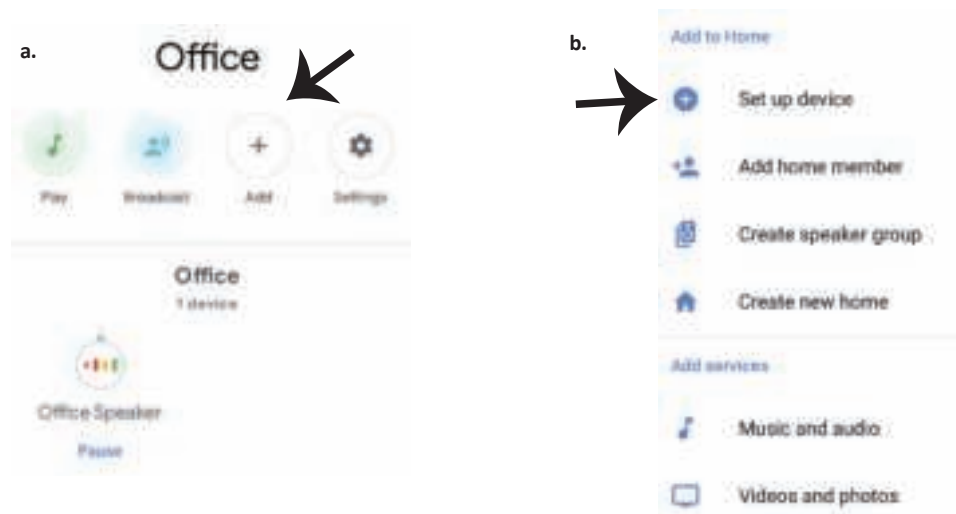 a.
Office
Play Broadcast Add Settings
Office
1 device
Office Speaker
Pause
b.
Add to Home
Set up device
Add home member
Create speaker group
Create new home
Add services
Music and audio
Videos and photos